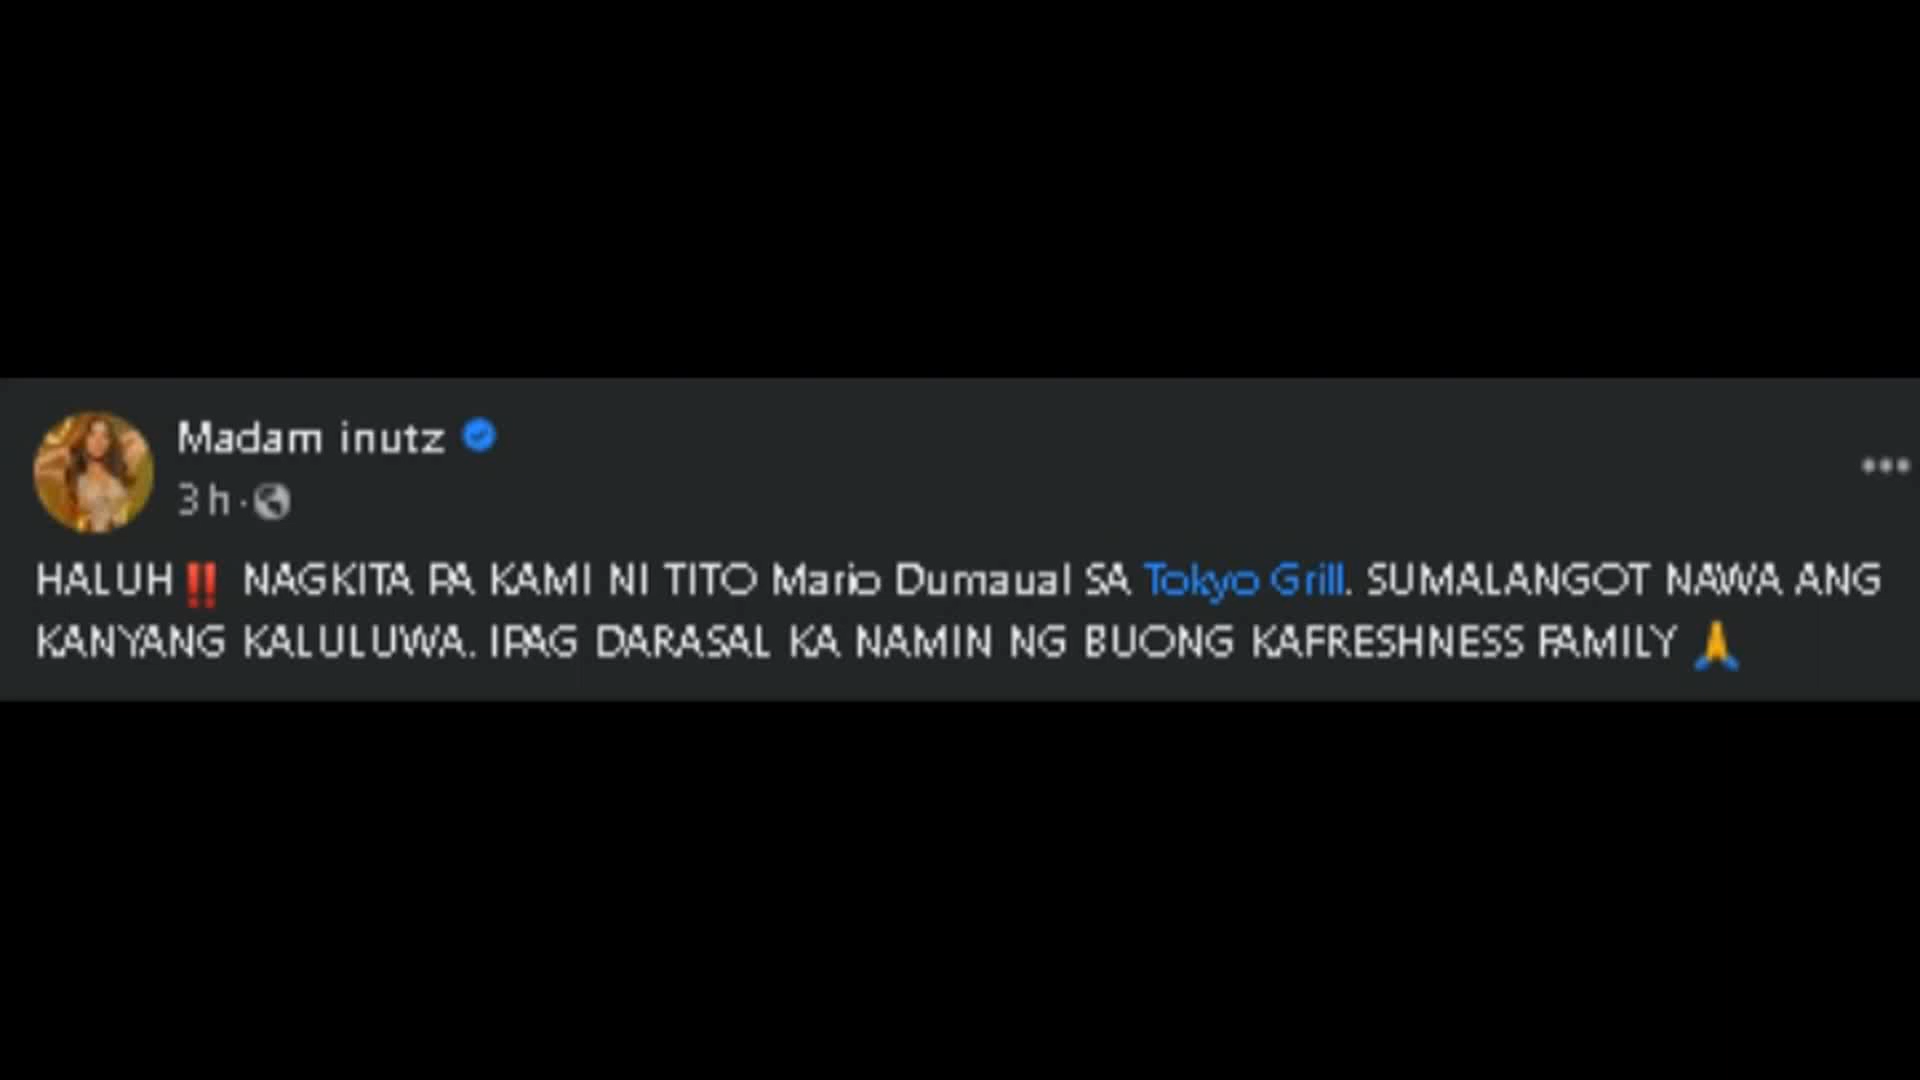 Madam inutz
3 h ·
HALUH‼️ NAGKITA PA KAMI NI TITO Mario Dumaual SA Tokyo Grill. SUMALANGOT NAWA ANG
KANYANG KALULUWA. IPAG DARASAL KA NAMIN NG BUONG KAFRESHNESS FAMILY 🙏